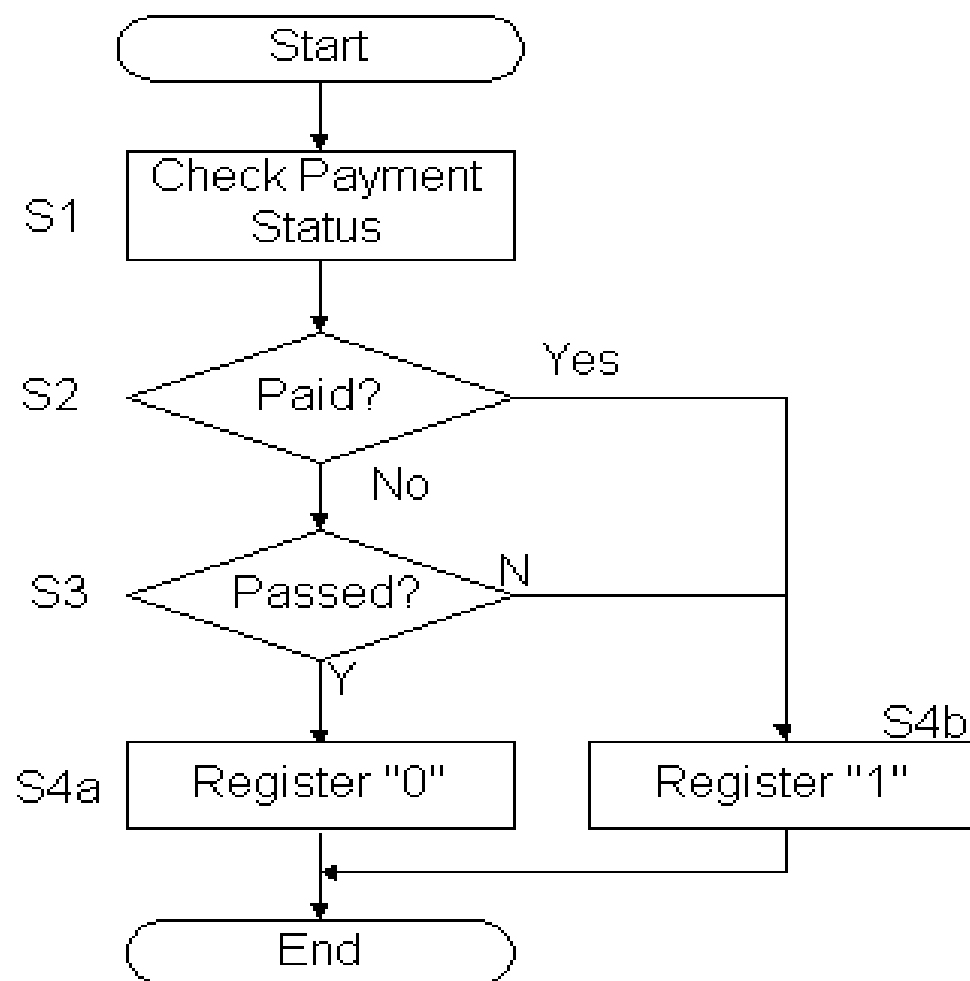 Start
S1
Check Payment
Status
S2
Paid?
Yes
No
S3
Passed?
N
Y
S4a
Register "0"
S4b
Register "1"
End